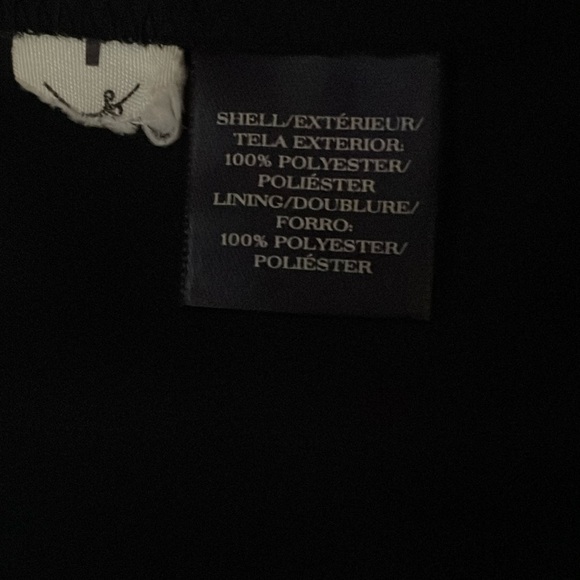 SHELL/EXTÉRIEUR/
TELA EXTERIOR:
100% POLYESTER/
POLIÉSTER
LINING/DOUBLURE/
FORRO:
100% POLYESTER/
POLIÉSTER